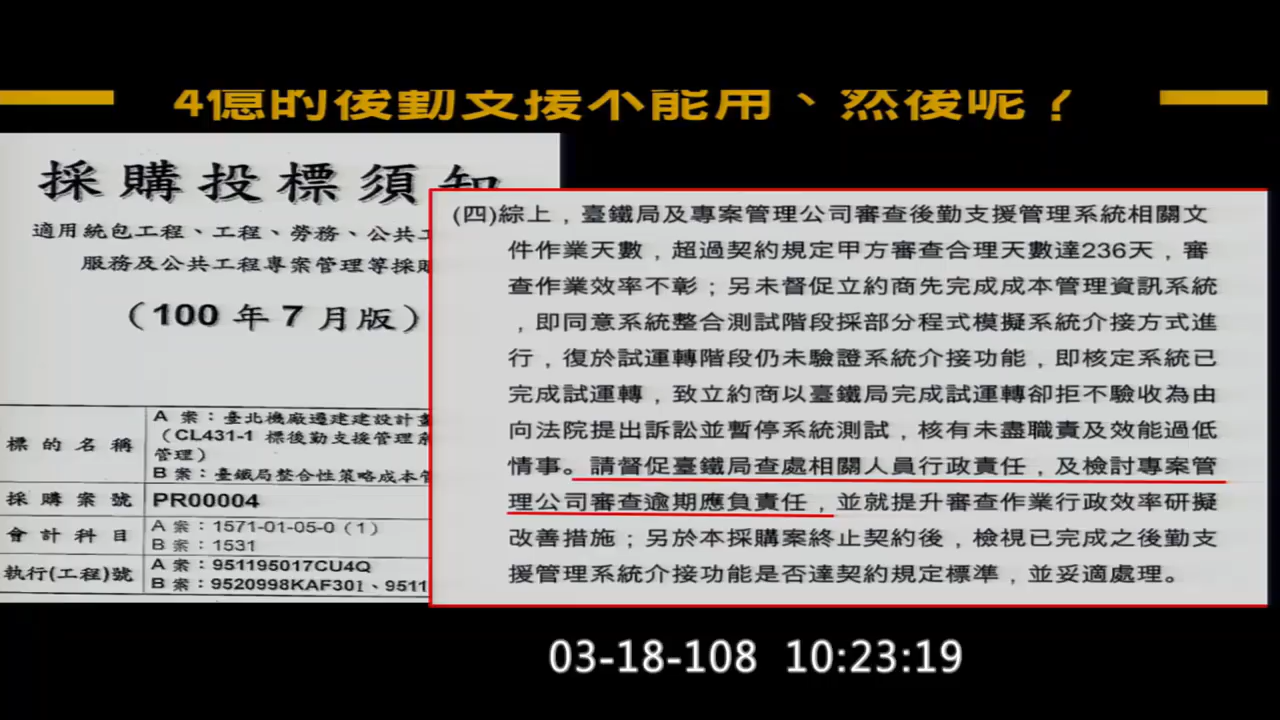 4億的後勤支援不能用、然後呢？
採購投標須知
適用統包工程、工程、勞務、公共工
服務及公共工程專案管理等採購
（100 年 7 月版）
標的名稱
A 案：臺北機廠遷建建設計畫
（CL431-1 標後勤支援管理系
管理）
B 案：臺鐵局整合性策略成本管
採購案號 PR00004
會計科目
A 案：1571-01-05-0（1）
B 案：1531
執行(工程)號
A 案：951195017CU4Q
B 案：9520998KAF301、9511
(四)綜上，臺鐵局及專案管理公司審查後勤支援管理系統相關文
件作業天數，超過契約規定甲方審查合理天數達236天，審
查作業效率不彰；另未督促立約商先完成成本管理資訊系統
，即同意系統整合測試階段採部分程式模擬系統介接方式進
行，復於試運轉階段仍未驗證系統介接功能，即核定系統已
完成試運轉，致立約商以臺鐵局完成試運轉卻拒不驗收為由
向法院提出訴訟並暫停系統測試，核有未盡職責及效能過低
情事。請督促臺鐵局查處相關人員行政責任，及檢討專案管
理公司審查逾期應負責任，並就提升審查作業行政效率研擬
改善措施；另於本採購案終止契約後，檢視已完成之後勤支
援管理系統介接功能是否達契約規定標準，並妥適處理。
03-18-108 10:23:19